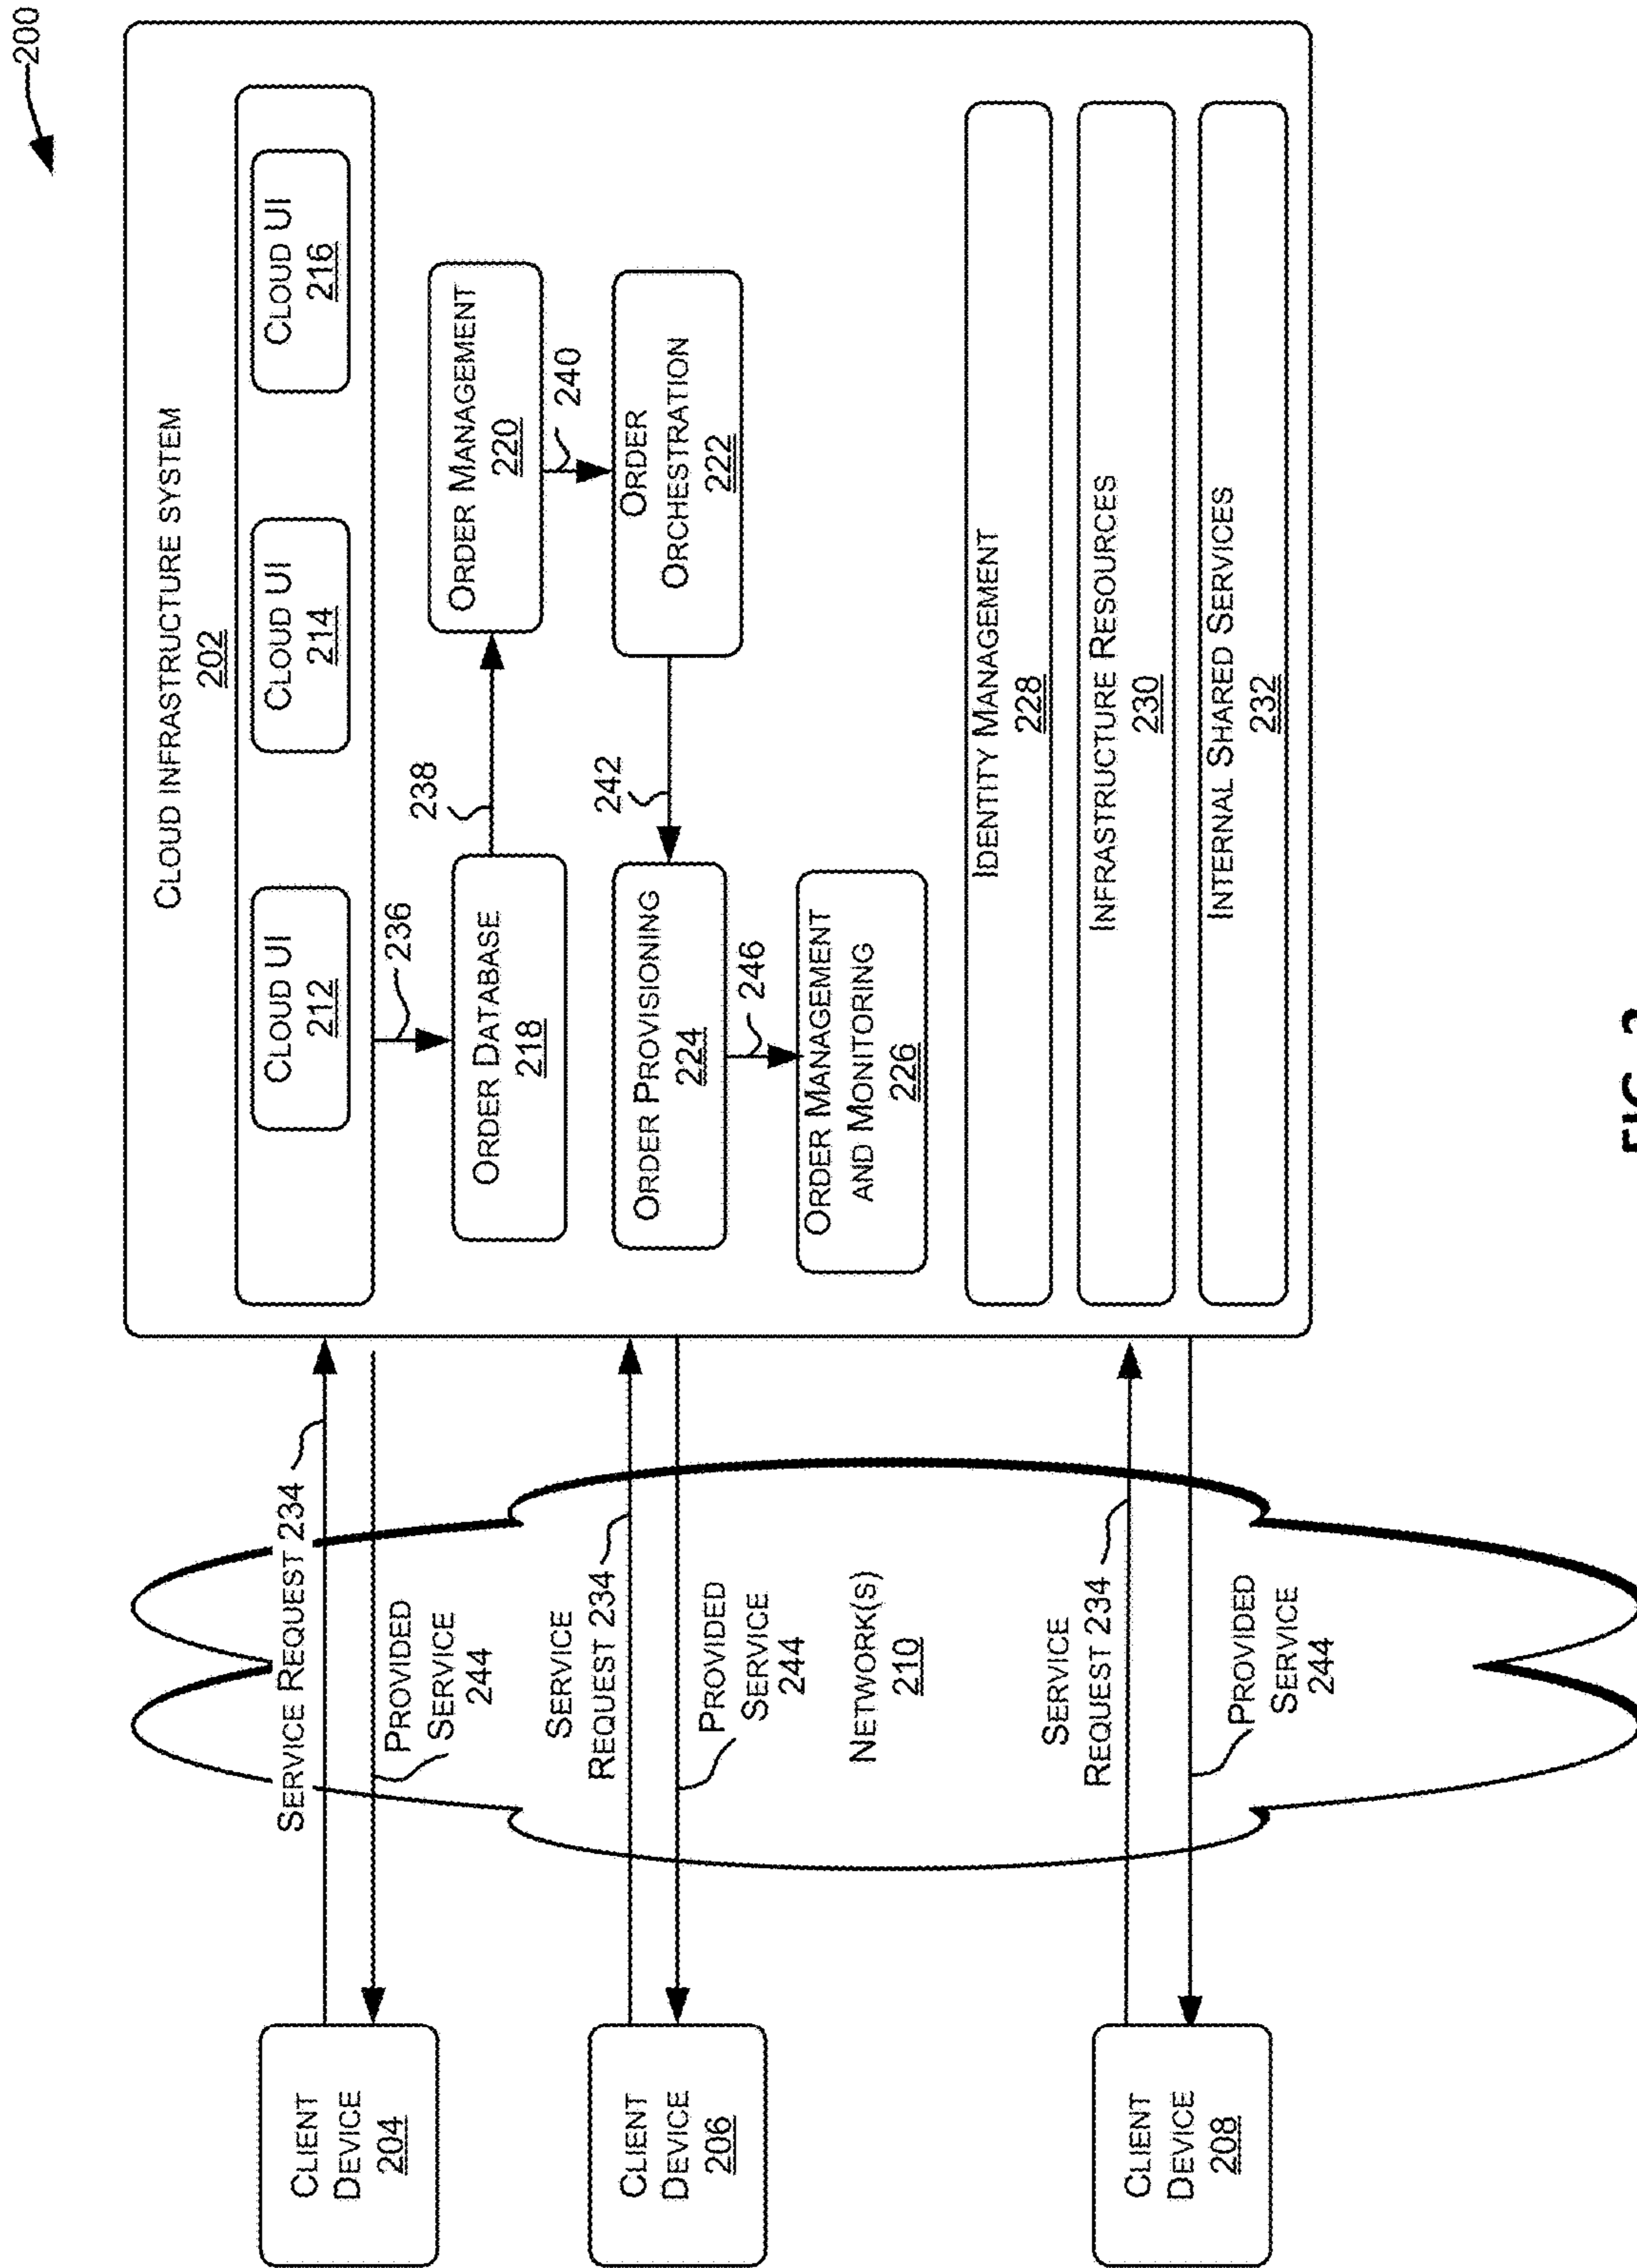 200
CLOUD INFRASTRUCTURE SYSTEM
202
CLOUD UI
212
CLOUD UI
214
CLOUD UI
216
236
238
ORDER DATABASE
218
ORDER MANAGEMENT
220
240
ORDER PROVISIONING
224
242
ORDER
ORCHESTRATION
222
246
ORDER MANAGEMENT
AND MONITORING
226
IDENTITY MANAGEMENT
228
INFRASTRUCTURE RESOURCES
230
INTERNAL SHARED SERVICES
232
CLIENT
DEVICE
204
SERVICE REQUEST 234
PROVIDED
SERVICE
244
CLIENT
DEVICE
206
SERVICE
REQUEST 234
PROVIDED
SERVICE
244
NETWORK(S)
210
CLIENT
DEVICE
208
SERVICE
REQUEST 234
PROVIDED
SERVICE
244